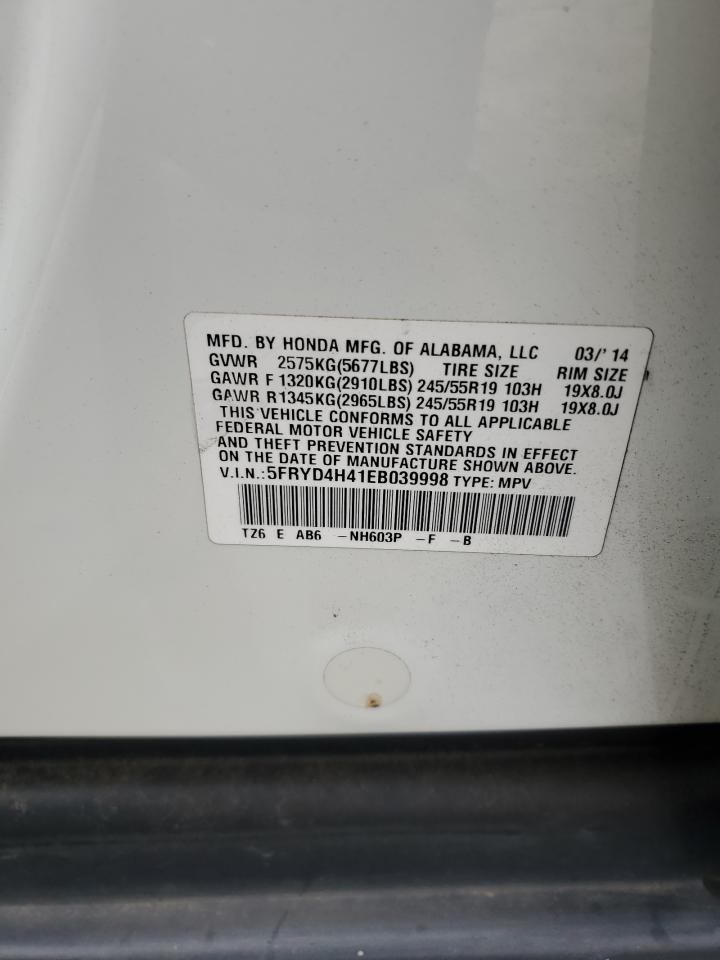 MFD. BY HONDA MFG. OF ALABAMA, LLC 03/'14
GVWR 2575KG(5677LBS) TIRE SIZE RIM SIZE
GAWR F 1320KG(2910LBS) 245/55R19 103H 19X8.0J
GAWR R1345KG(2965LBS) 245/55R19 103H 19X8.0J
THIS VEHICLE CONFORMS TO ALL APPLICABLE
FEDERAL MOTOR VEHICLE SAFETY
AND THEFT PREVENTION STANDARDS IN EFFECT
ON THE DATE OF MANUFACTURE SHOWN ABOVE.
V.I.N.:5FRYD4H41EB039998 TYPE: MPV
TZ6 E AB6 -NH603P -F -B